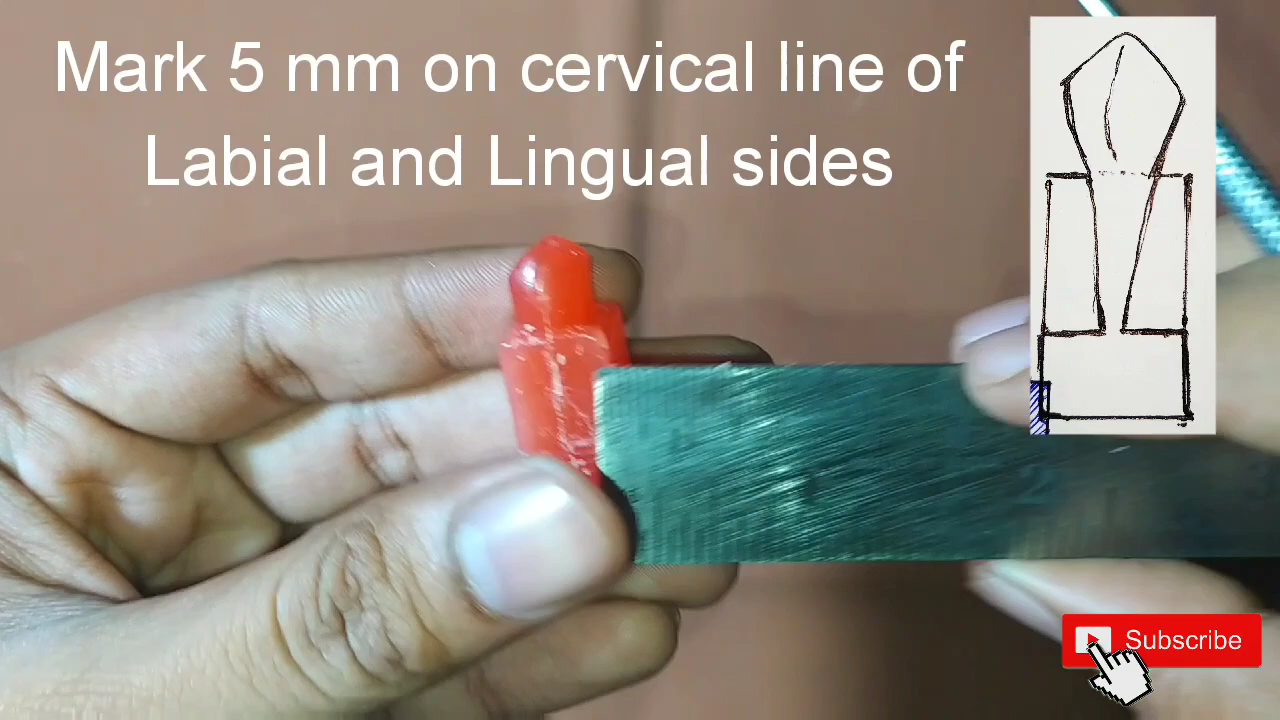 Mark 5 mm on cervical line of
Labial and Lingual sides
Subscribe